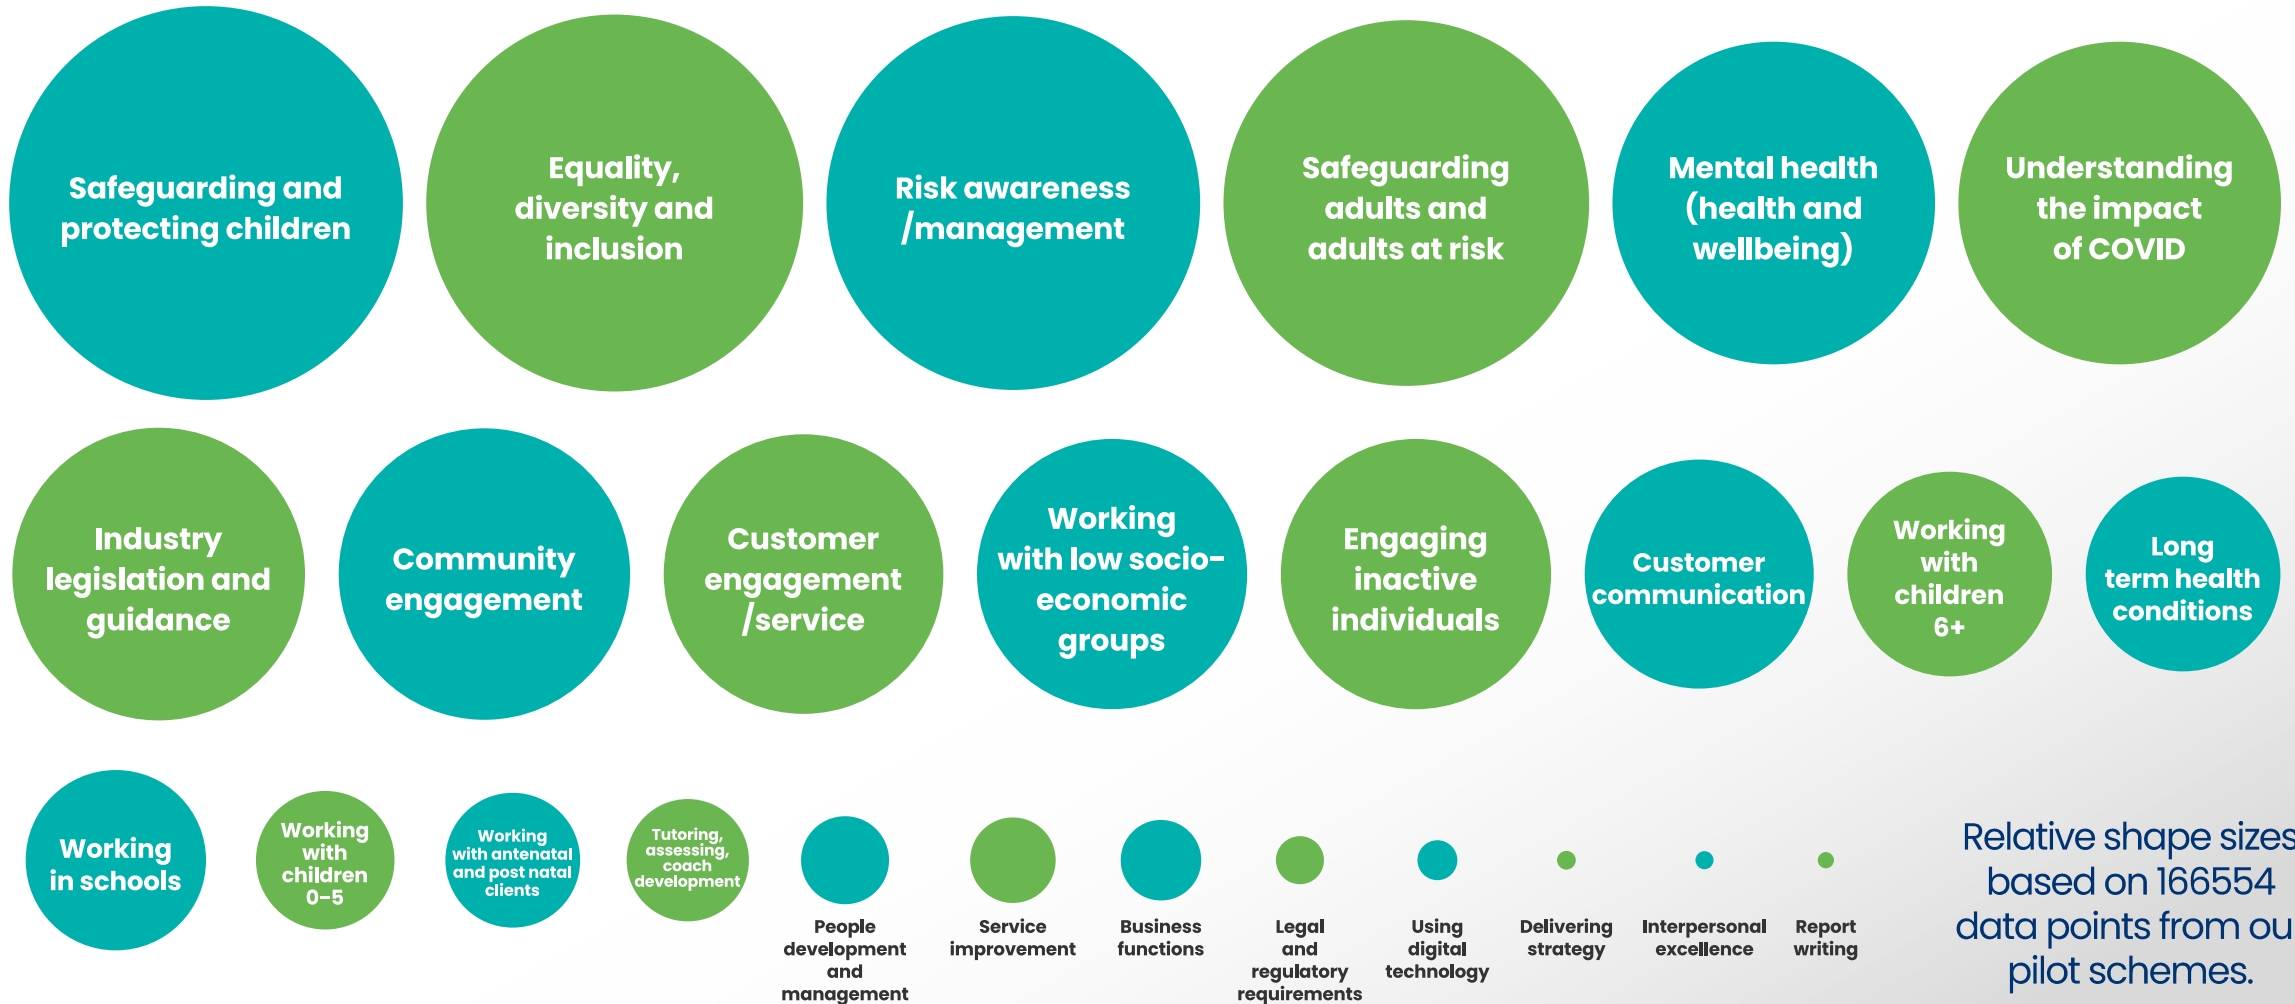 Safeguarding and
protecting children
Equality,
diversity and
inclusion
Risk awareness
/management
Safeguarding
adults and
adults at risk
Mental health
(health and
wellbeing)
Understanding
the impact
of COVID
Industry
legislation and
guidance
Community
engagement
Customer
engagement
/service
Working
with low socio-
economic
groups
Engaging
inactive
individuals
Customer
communication
Working
with
children
6+
Long
term health
conditions
Working
in schools
Working
with
children
0-5
Working
with antenatal
and post natal
clients
Tutoring,
assessing,
coach
development
People
development
and
management
Service
improvement
Business
functions
Legal
and
regulatory
requirements
Using
digital
technology
Delivering
strategy
Interpersonal
excellence
Report
writing
Relative shape sizes
based on 166554
data points from ou
pilot schemes.